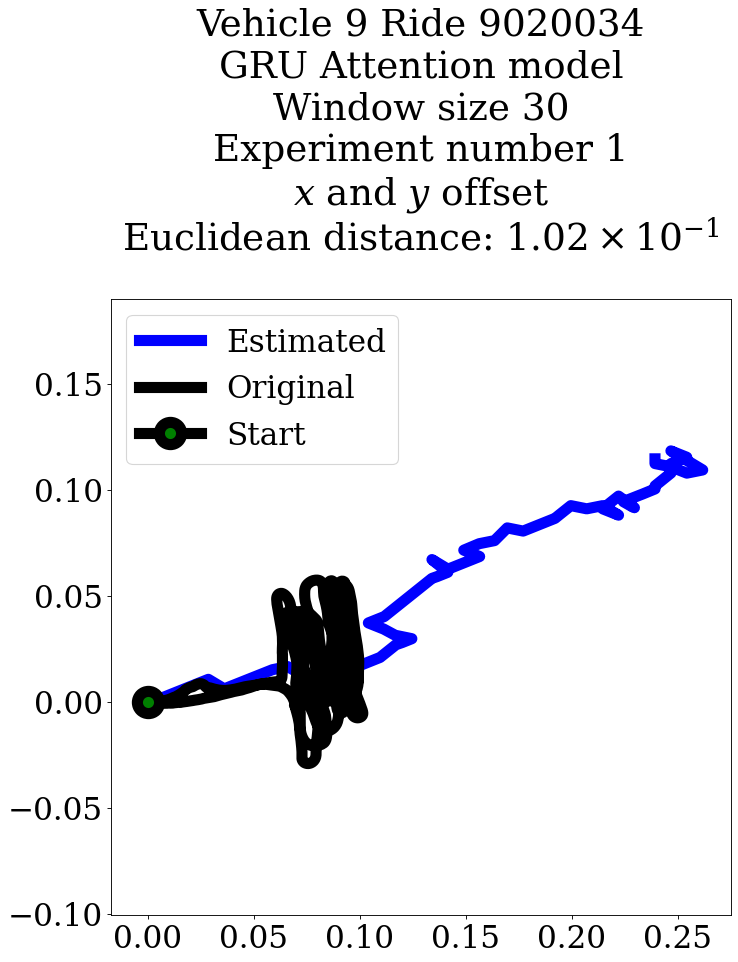 Vehicle 9 Ride 9020034
GRU Attention model
Window size 30
Experiment number 1
x and y offset
Euclidean distance: 1.02 × 10⁻¹
Estimated
Original
Start
0.15
0.10
0.05
0.00
−0.05
−0.10
0.00 0.05 0.10 0.15 0.20 0.25